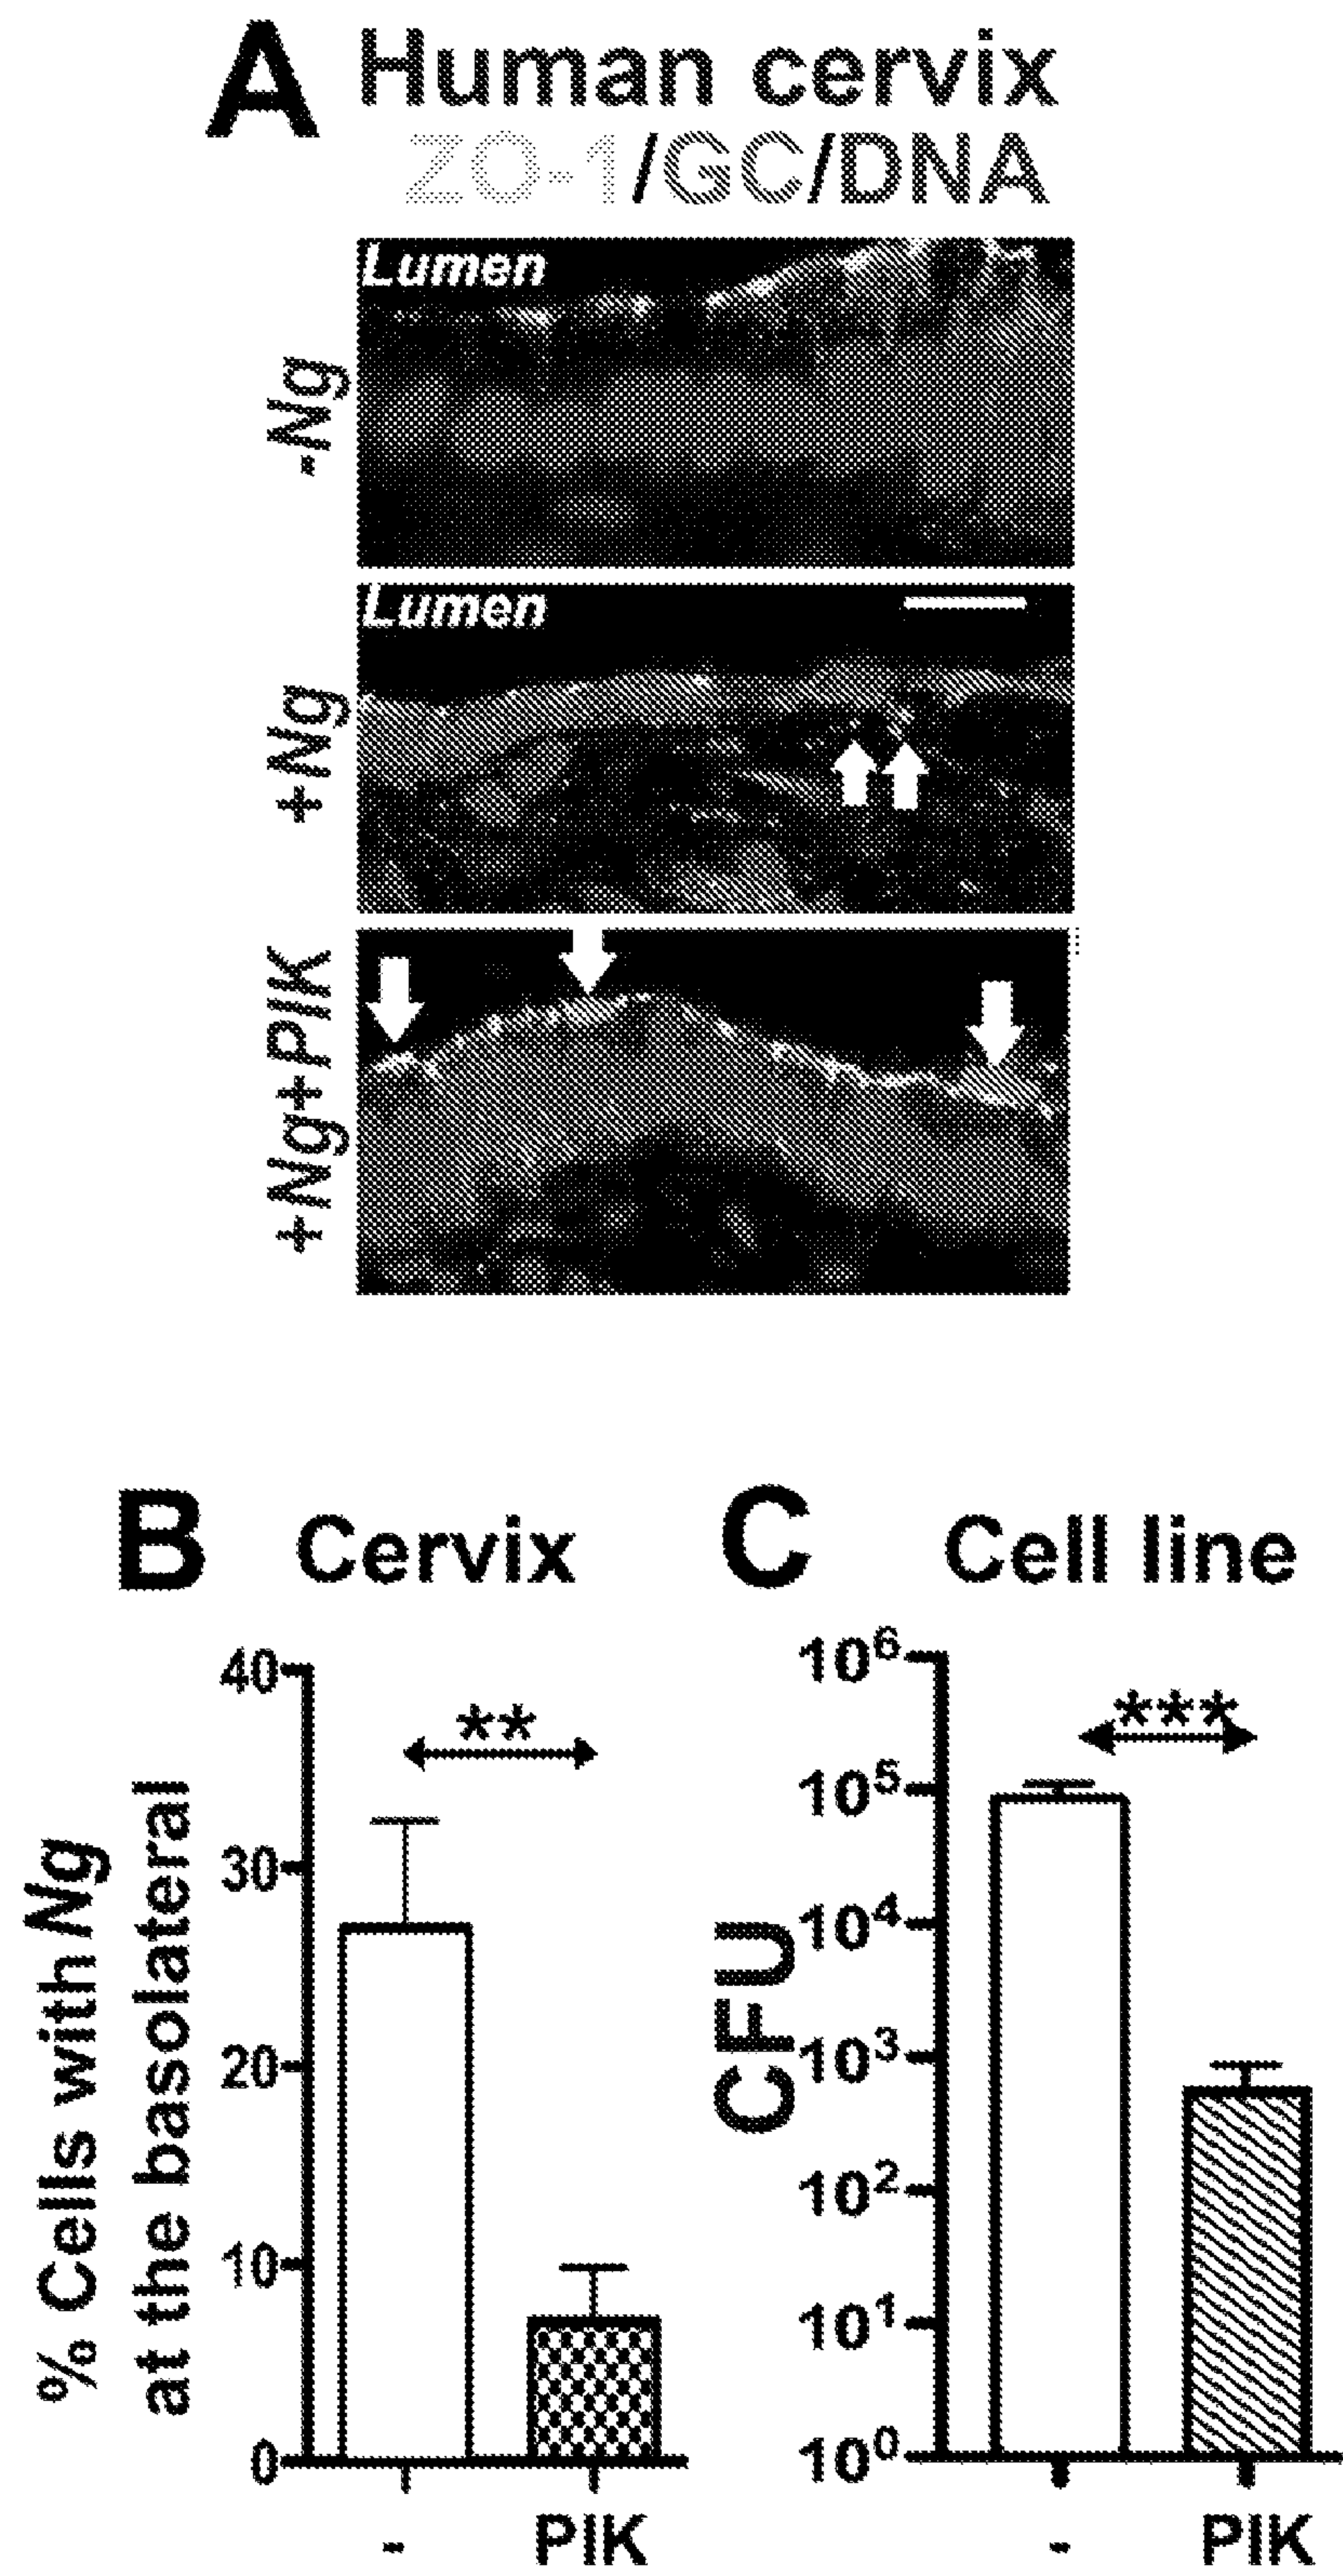 A Human cervix
ZO-1/GC/DNA
Lumen
-Ng
Lumen
+Ng
+Ng+PIK
B Cervix
% Cells with Ng
at the basolateral
40
30
20
10
0
**
-
PIK
C Cell line
CFU
10⁶
10⁵
10⁴
10³
10²
10¹
10⁰
***
-
PIK